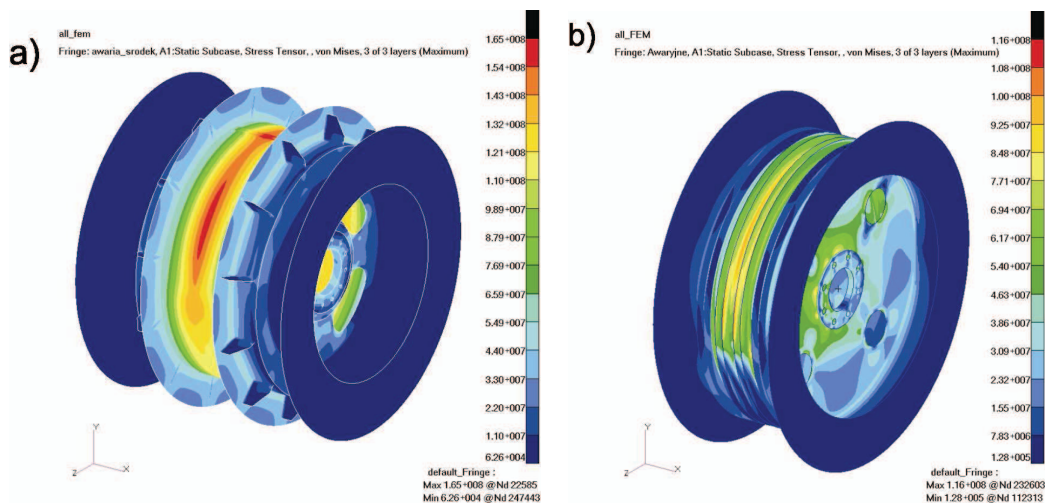 a)
all_fem
Fringe: awaria_srodek, A1:Static Subcase, Stress Tensor, , von Mises, 3 of 3 layers (Maximum)
1.65+008
1.54+008
1.43+008
1.32+008
1.21+008
1.10+008
9.89+007
8.79+007
7.69+007
6.59+007
5.49+007
4.40+007
3.30+007
2.20+007
1.10+007
6.26+004
Y
Z
X
default_Fringe :
Max 1.65+008 @Nd 22585
Min 6.26+004 @Nd 247443
b)
all_FEM
Fringe: Awaryjne, A1:Static Subcase, Stress Tensor, , von Mises, 3 of 3 layers (Maximum)
1.16+008
1.08+008
1.00+008
9.25+007
8.48+007
7.71+007
6.94+007
6.17+007
5.40+007
4.63+007
3.86+007
3.09+007
2.32+007
1.55+007
7.83+006
1.28+005
Y
Z
X
default_Fringe :
Max 1.16+008 @Nd 232603
Min 1.28+005 @Nd 112313